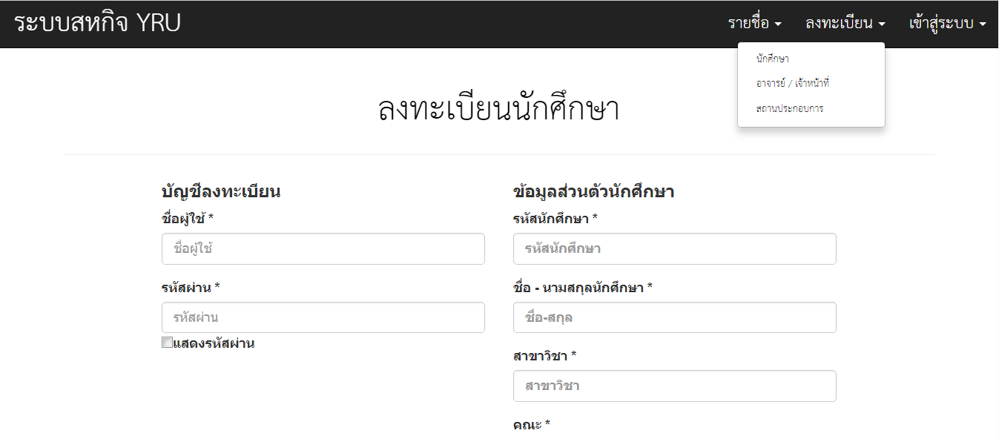 ระบบสหกิจ YRU
รายชื่อ
ลงทะเบียน
เข้าสู่ระบบ
นักศึกษา
อาจารย์ / เจ้าหน้าที่
สถานประกอบการ
ลงทะเบียนนักศึกษา
บัญชีลงทะเบียน
ชื่อผู้ใช้ *
ชื่อผู้ใช้
รหัสผ่าน *
รหัสผ่าน
แสดงรหัสผ่าน
ข้อมูลส่วนตัวนักศึกษา
รหัสนักศึกษา *
รหัสนักศึกษา
ชื่อ - นามสกุลนักศึกษา *
ชื่อ-สกุล
สาขาวิชา *
สาขาวิชา
คณะ *